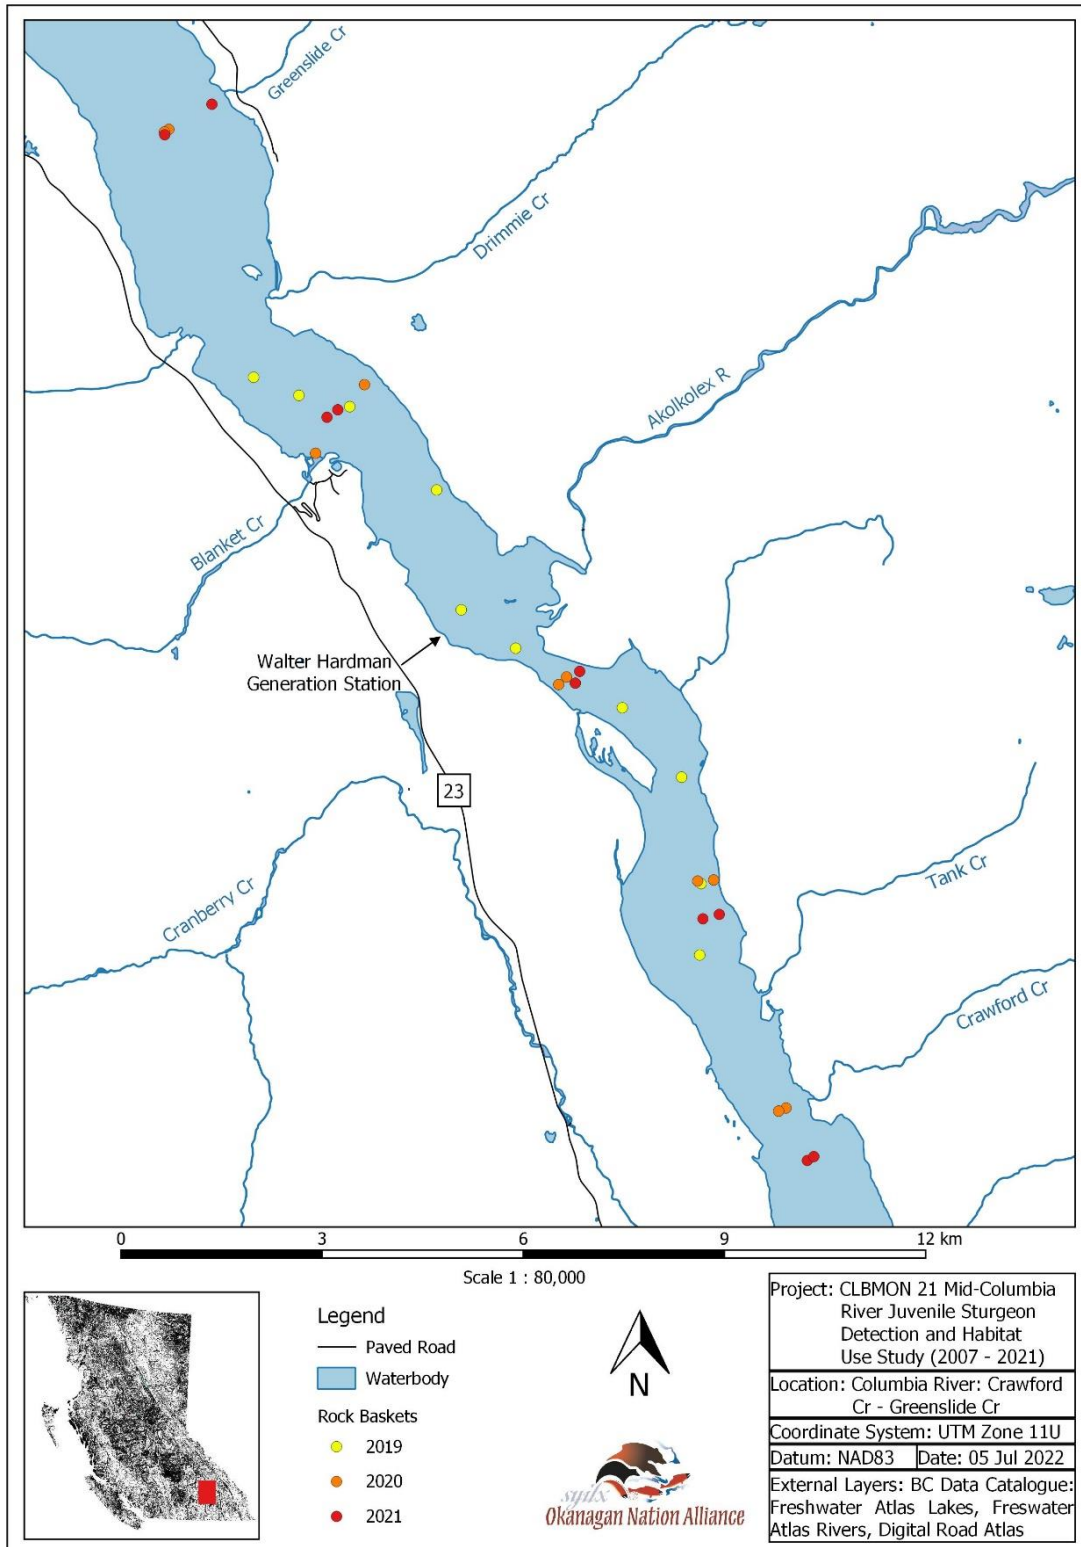 Greenslide Cr
Drimmie Cr
Akolkolex R
Blanket Cr
Walter Hardman
Generation Station
23
Cranberry Cr
Tank Cr
Crawford Cr
0 3 6 9 12 km
Scale 1 : 80,000
Legend
Paved Road
Waterbody
Rock Baskets
2019
2020
2021
N
syilx
Okanagan Nation Alliance
Project: CLBMON 21 Mid-Columbia
River Juvenile Sturgeon
Detection and Habitat
Use Study (2007 - 2021)
Location: Columbia River: Crawford
Cr - Greenslide Cr
Coordinate System: UTM Zone 11U
Datum: NAD83 Date: 05 Jul 2022
External Layers: BC Data Catalogue:
Freshwater Atlas Lakes, Freswater
Atlas Rivers, Digital Road Atlas